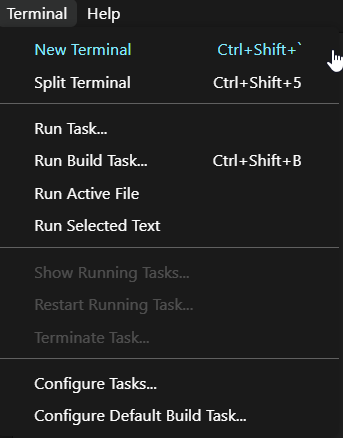 Terminal Help
New Terminal Ctrl+Shift+`
Split Terminal Ctrl+Shift+5
Run Task...
Run Build Task... Ctrl+Shift+B
Run Active File
Run Selected Text
Show Running Tasks...
Restart Running Task...
Terminate Task...
Configure Tasks...
Configure Default Build Task...